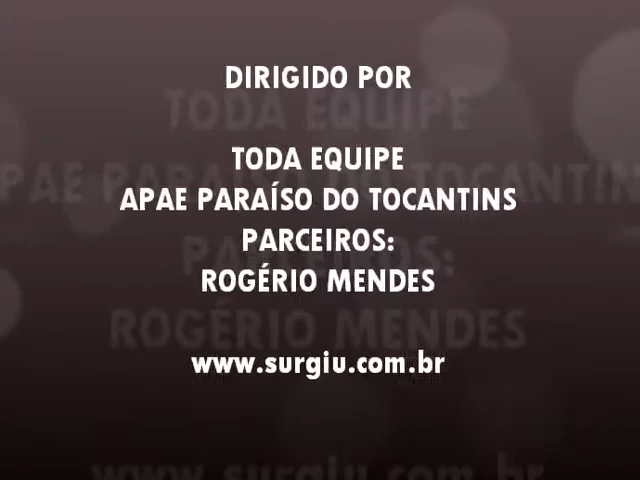 DIRIGIDO POR
TODA EQUIPE
APAE PARAÍSO DO TOCANTINS
PARCEIROS:
ROGÉRIO MENDES
www.surgiu.com.br